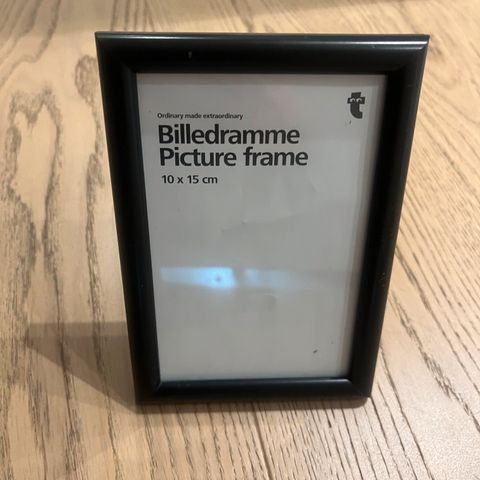 t
Ordinary made extraordinary
Billedramme
Picture frame
10 x 15 cm